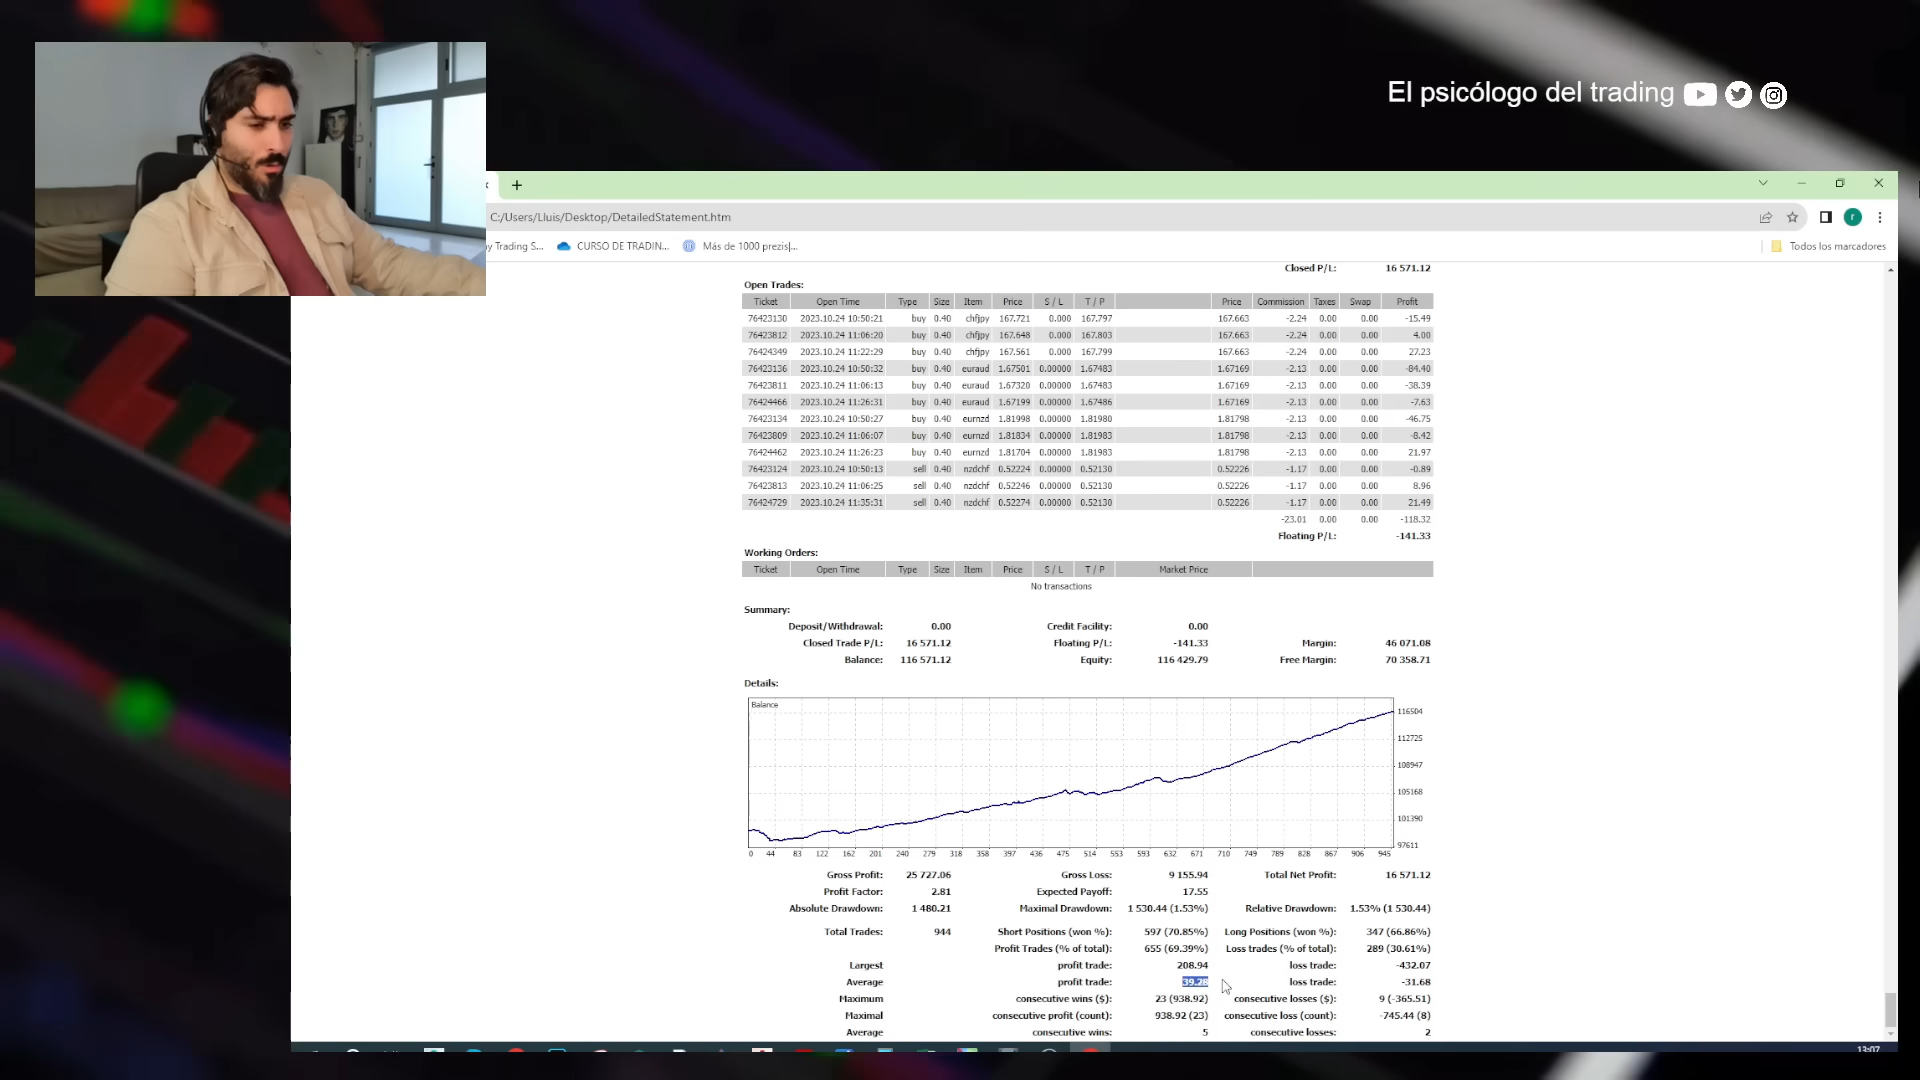 El psicólogo del trading
C:/Users/Lluis/Desktop/DetailedStatement.htm
y Trading S... CURSO DE TRADIN... Más de 1000 prezis|... Todos los marcadores
Closed P/L: 16 571.12
Open Trades:
Ticket Open Time Type Size Item Price S / L T / P Price Commission Taxes Swap Profit
76423130 2023.10.24 10:50:21 buy 0.40 chfjpy 167.721 0.000 167.797 167.663 -2.24 0.00 0.00 -15.49
76423812 2023.10.24 11:06:20 buy 0.40 chfjpy 167.648 0.000 167.803 167.663 -2.24 0.00 0.00 4.00
76424349 2023.10.24 11:22:29 buy 0.40 chfjpy 167.561 0.000 167.799 167.663 -2.24 0.00 0.00 27.23
76423136 2023.10.24 10:50:32 buy 0.40 euraud 1.67501 0.00000 1.67483 1.67169 -2.13 0.00 0.00 -84.40
76423811 2023.10.24 11:06:13 buy 0.40 euraud 1.67320 0.00000 1.67483 1.67169 -2.13 0.00 0.00 -38.39
76424466 2023.10.24 11:26:31 buy 0.40 euraud 1.67199 0.00000 1.67486 1.67169 -2.13 0.00 0.00 -7.63
76423134 2023.10.24 10:50:27 buy 0.40 eurnzd 1.81998 0.00000 1.81980 1.81798 -2.13 0.00 0.00 -46.75
76423809 2023.10.24 11:06:07 buy 0.40 eurnzd 1.81834 0.00000 1.81983 1.81798 -2.13 0.00 0.00 -8.42
76424462 2023.10.24 11:26:23 buy 0.40 eurnzd 1.81704 0.00000 1.81983 1.81798 -2.13 0.00 0.00 21.97
76423124 2023.10.24 10:50:13 sell 0.40 nzdchf 0.52224 0.00000 0.52130 0.52226 -1.17 0.00 0.00 -0.89
76423813 2023.10.24 11:06:25 sell 0.40 nzdchf 0.52246 0.00000 0.52130 0.52226 -1.17 0.00 0.00 8.96
76424729 2023.10.24 11:35:31 sell 0.40 nzdchf 0.52274 0.00000 0.52130 0.52226 -1.17 0.00 0.00 21.49
-23.01 0.00 0.00 -118.32
Floating P/L: -141.33
Working Orders:
Ticket Open Time Type Size Item Price S / L T / P Market Price
No transactions
Summary:
Deposit/Withdrawal: 0.00 Credit Facility: 0.00
Closed Trade P/L: 16 571.12 Floating P/L: -141.33 Margin: 46 071.08
Balance: 116 571.12 Equity: 116 429.79 Free Margin: 70 358.71
Details:
Balance
116504
112725
108947
105168
101390
97611
0 44 83 122 162 201 240 279 318 358 397 436 475 514 553 593 632 671 710 749 789 828 867 906 945
Gross Profit: 25 727.06 Gross Loss: 9 155.94 Total Net Profit: 16 571.12
Profit Factor: 2.81 Expected Payoff: 17.55
Absolute Drawdown: 1 480.21 Maximal Drawdown: 1 530.44 (1.53%) Relative Drawdown: 1.53% (1 530.44)
Total Trades: 944 Short Positions (won %): 597 (70.85%) Long Positions (won %): 347 (66.86%)
Profit Trades (% of total): 655 (69.39%) Loss trades (% of total): 289 (30.61%)
Largest profit trade: 208.94 loss trade: -432.07
Average profit trade: 39.28 loss trade: -31.68
Maximum consecutive wins ($): 23 (938.92) consecutive losses ($): 9 (-365.51)
Maximal consecutive profit (count): 938.92 (23) consecutive loss (count): -745.44 (8)
Average consecutive wins: 5 consecutive losses: 2
13:07